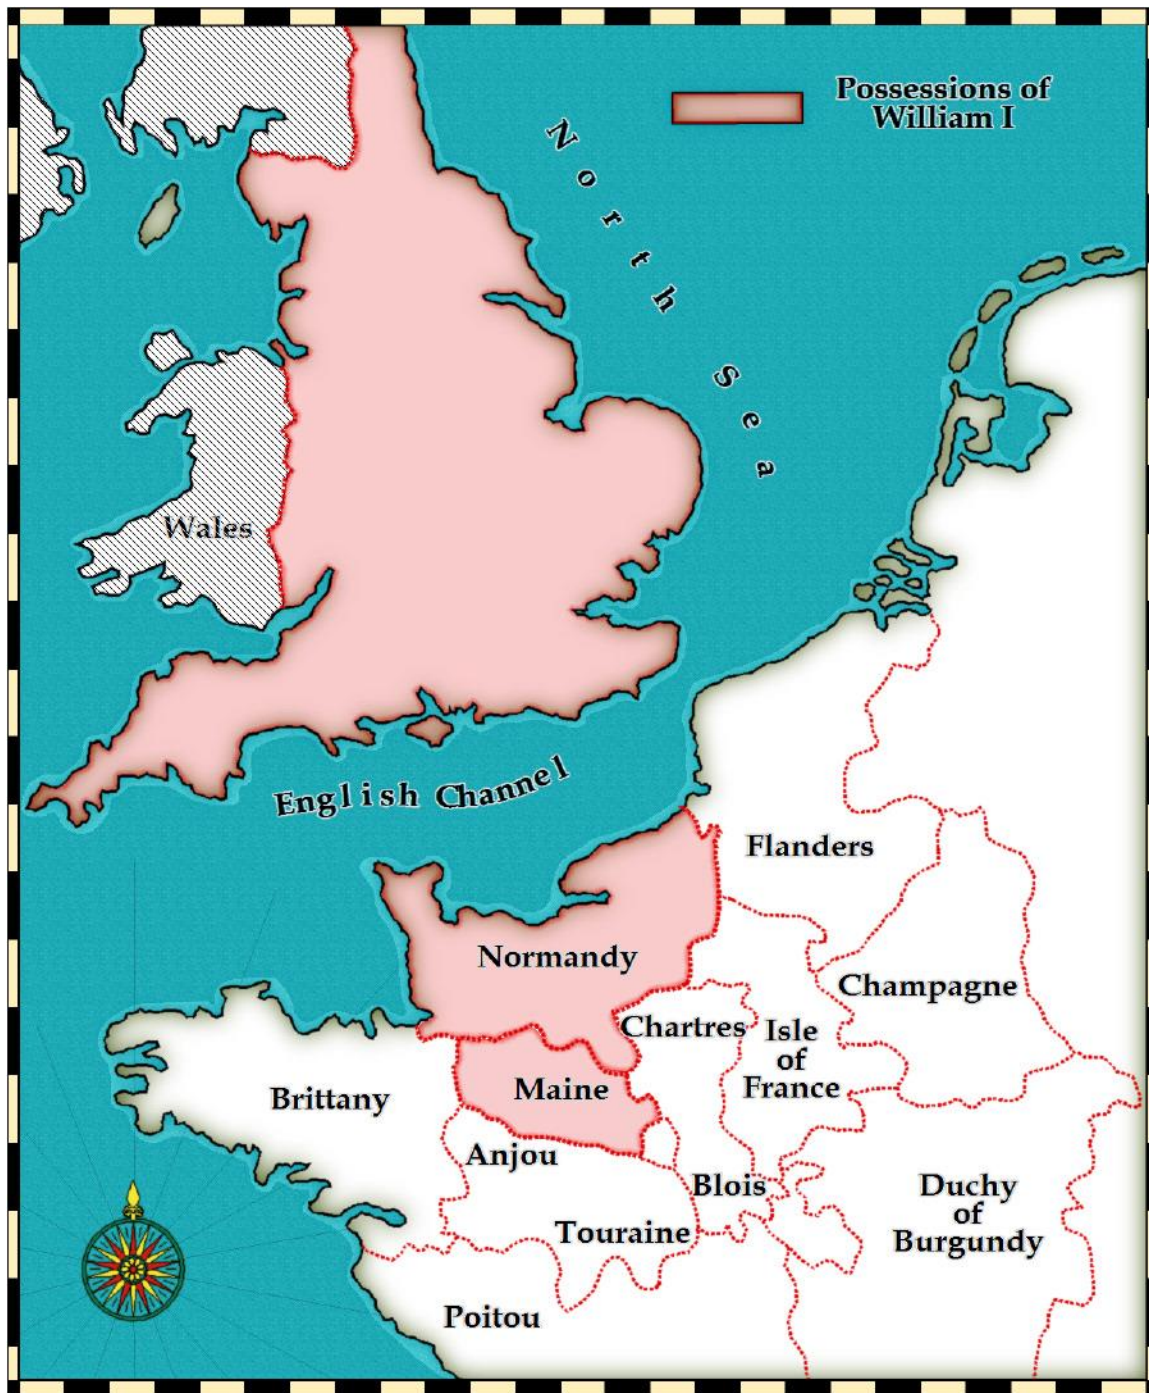 Possessions of
William I
North Sea
Wales
English Channel
Flanders
Normandy
Champagne
Chartres
Isle
of
France
Maine
Brittany
Anjou
Blois
Duchy
of
Burgundy
Touraine
Poitou